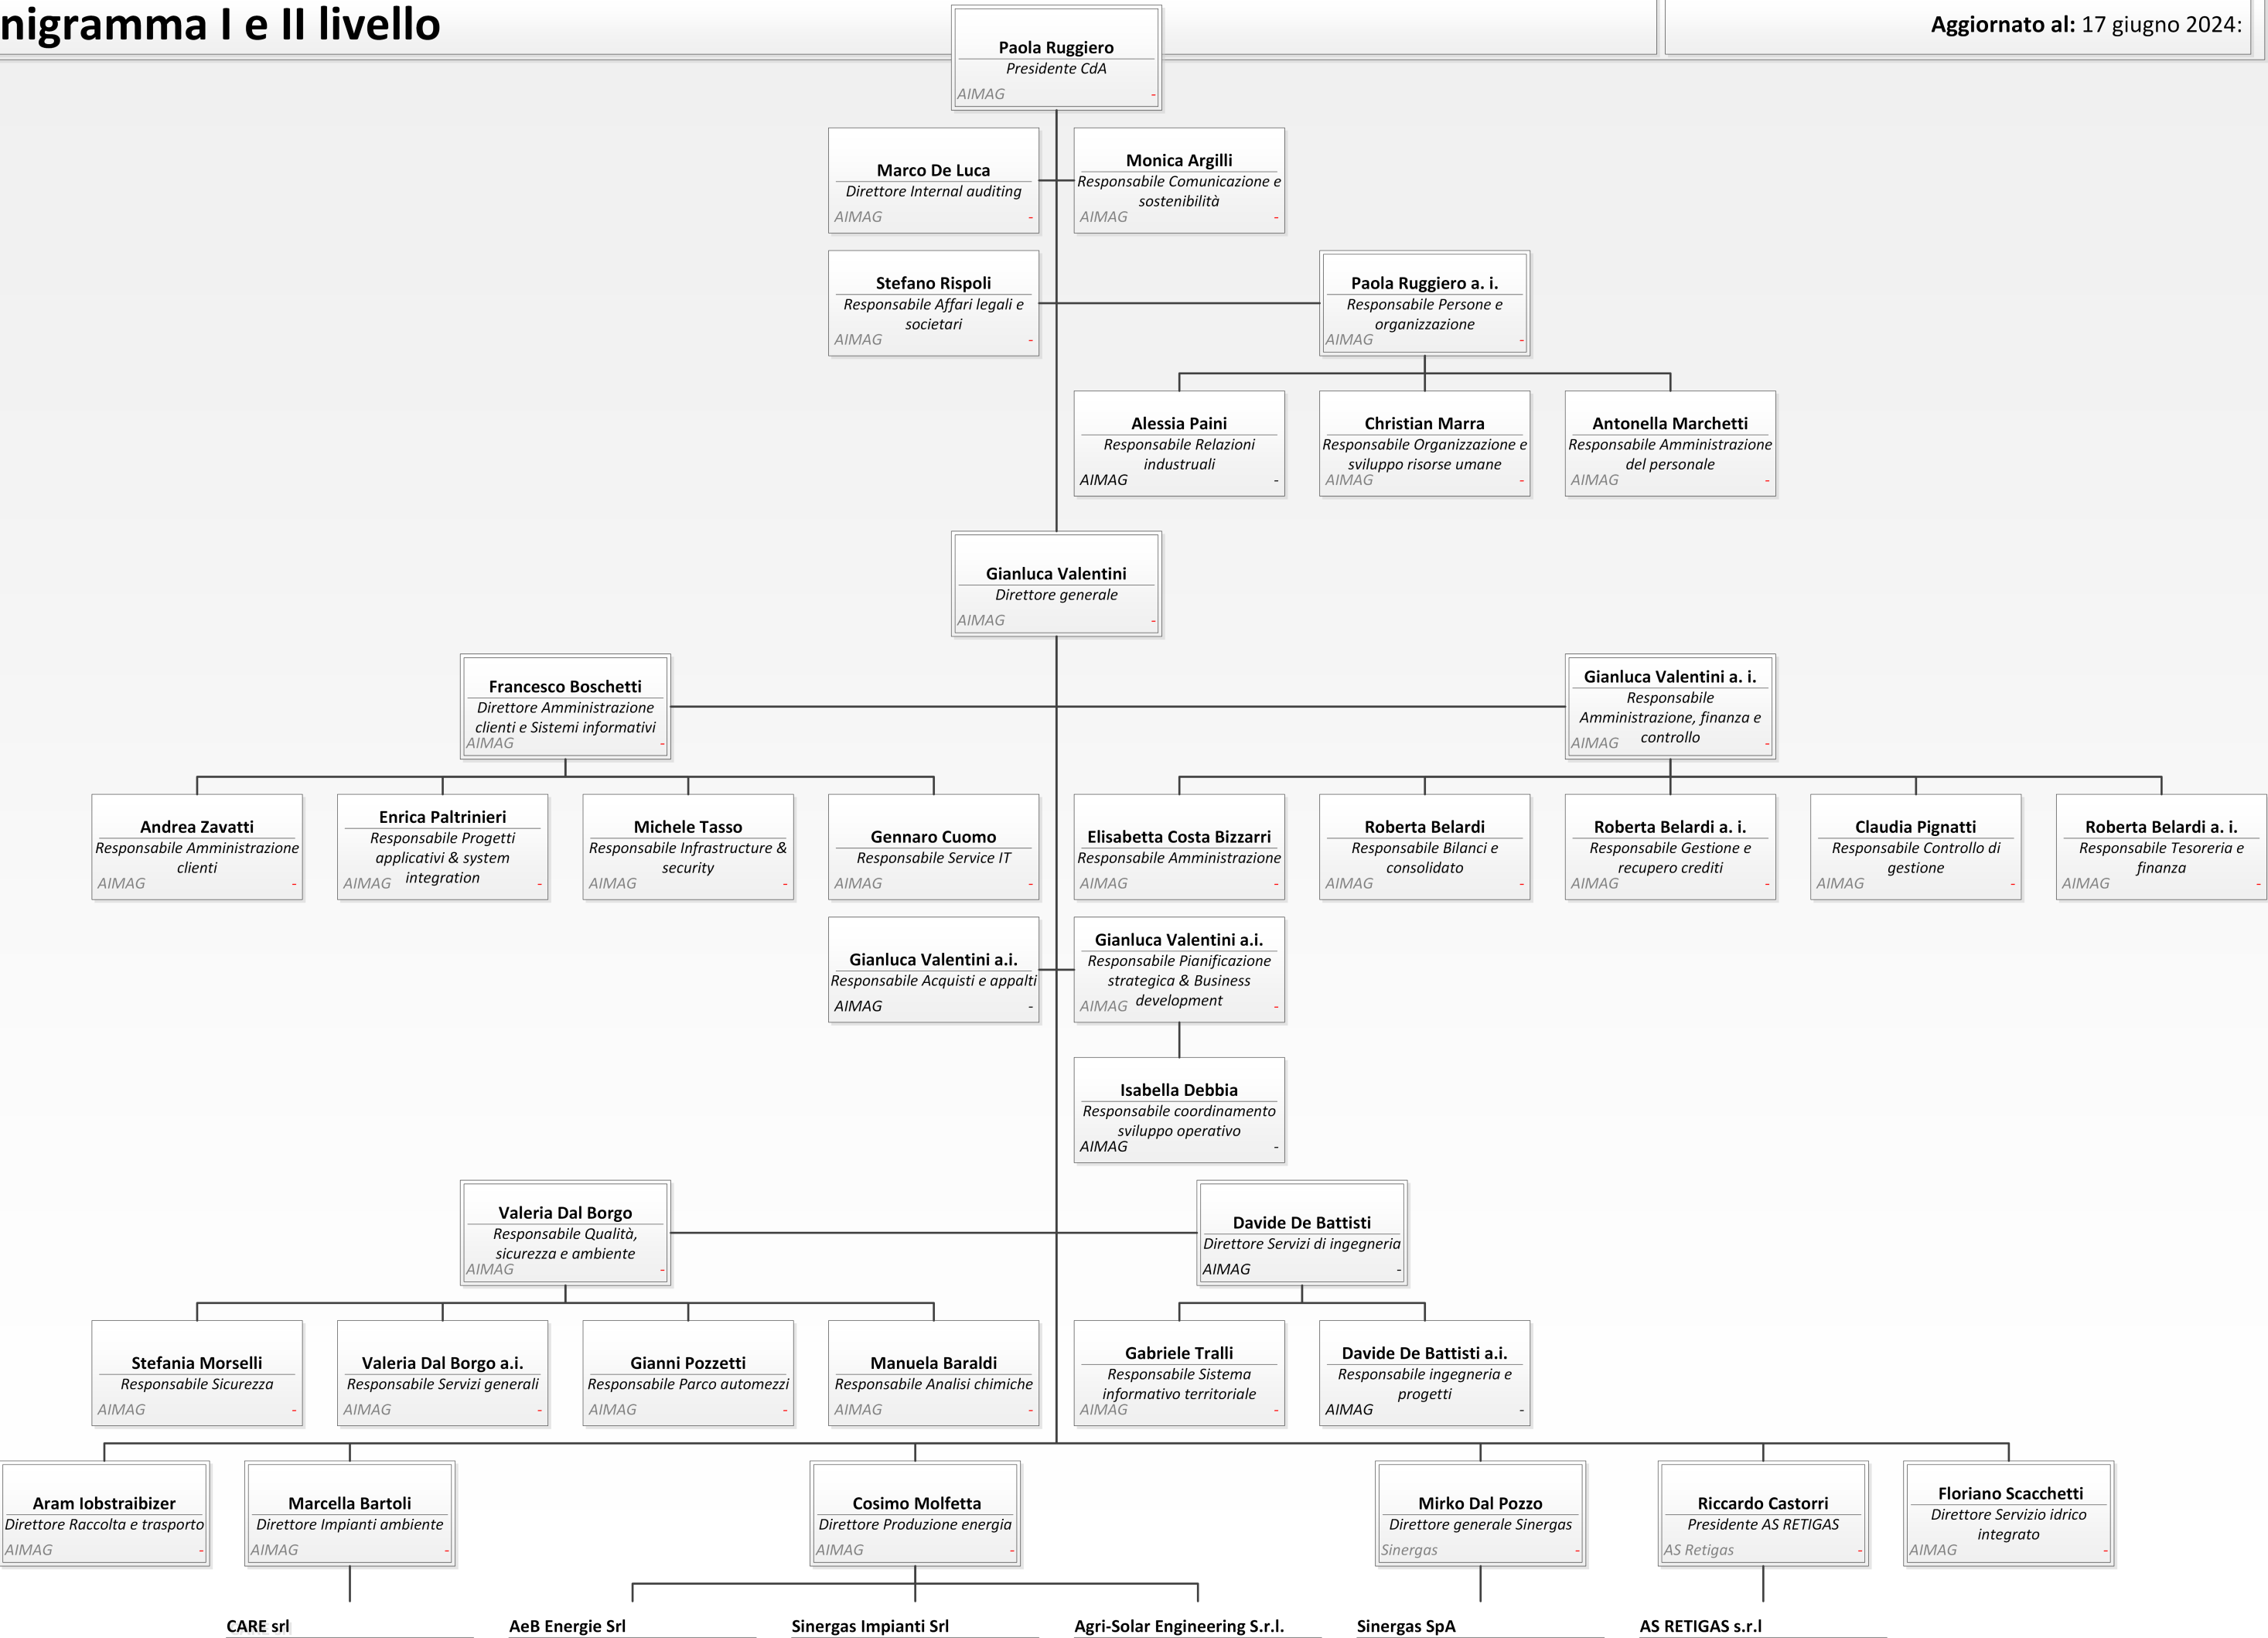 nigramma I e II livello
Aggiornato al: 17 giugno 2024:
Paola Ruggiero
Presidente CdA
AIMAG -
Marco De Luca
Direttore Internal auditing
AIMAG -
Monica Argilli
Responsabile Comunicazione e
sostenibilità
AIMAG -
Stefano Rispoli
Responsabile Affari legali e
societari
AIMAG -
Paola Ruggiero a. i.
Responsabile Persone e
organizzazione
AIMAG -
Alessia Paini
Responsabile Relazioni
industruali
AIMAG -
Christian Marra
Responsabile Organizzazione e
sviluppo risorse umane
AIMAG -
Antonella Marchetti
Responsabile Amministrazione
del personale
AIMAG -
Gianluca Valentini
Direttore generale
AIMAG -
Francesco Boschetti
Direttore Amministrazione
clienti e Sistemi informativi
AIMAG -
Gianluca Valentini a. i.
Responsabile
Amministrazione, finanza e
controllo
AIMAG -
Andrea Zavatti
Responsabile Amministrazione
clienti
AIMAG -
Enrica Paltrinieri
Responsabile Progetti
applicativi & system
integration
AIMAG -
Michele Tasso
Responsabile Infrastructure &
security
AIMAG -
Gennaro Cuomo
Responsabile Service IT
AIMAG -
Elisabetta Costa Bizzarri
Responsabile Amministrazione
AIMAG -
Roberta Belardi
Responsabile Bilanci e
consolidato
AIMAG -
Roberta Belardi a. i.
Responsabile Gestione e
recupero crediti
AIMAG -
Claudia Pignatti
Responsabile Controllo di
gestione
AIMAG -
Roberta Belardi a. i.
Responsabile Tesoreria e
finanza
AIMAG -
Gianluca Valentini a.i.
Responsabile Acquisti e appalti
AIMAG -
Gianluca Valentini a.i.
Responsabile Pianificazione
strategica & Business
development
AIMAG -
Isabella Debbia
Responsabile coordinamento
sviluppo operativo
AIMAG -
Valeria Dal Borgo
Responsabile Qualità,
sicurezza e ambiente
AIMAG -
Davide De Battisti
Direttore Servizi di ingegneria
AIMAG -
Stefania Morselli
Responsabile Sicurezza
AIMAG -
Valeria Dal Borgo a.i.
Responsabile Servizi generali
AIMAG -
Gianni Pozzetti
Responsabile Parco automezzi
AIMAG -
Manuela Baraldi
Responsabile Analisi chimiche
AIMAG -
Gabriele Tralli
Responsabile Sistema
informativo territoriale
AIMAG -
Davide De Battisti a.i.
Responsabile ingegneria e
progetti
AIMAG -
Aram Iobstraibizer
Direttore Raccolta e trasporto
AIMAG -
Marcella Bartoli
Direttore Impianti ambiente
AIMAG -
Cosimo Molfetta
Direttore Produzione energia
AIMAG -
Mirko Dal Pozzo
Direttore generale Sinergas
Sinergas -
Riccardo Castorri
Presidente AS RETIGAS
AS Retigas -
Floriano Scacchetti
Direttore Servizio idrico
integrato
AIMAG -
CARE srl
AeB Energie Srl
Sinergas Impianti Srl
Agri-Solar Engineering S.r.l.
Sinergas SpA
AS RETIGAS s.r.l